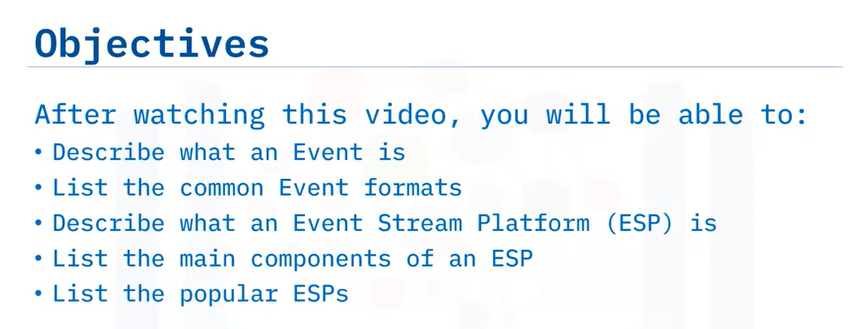 Objectives
After watching this video, you will be able to:
• Describe what an Event is
• List the common Event formats
• Describe what an Event Stream Platform (ESP) is
• List the main components of an ESP
• List the popular ESPs